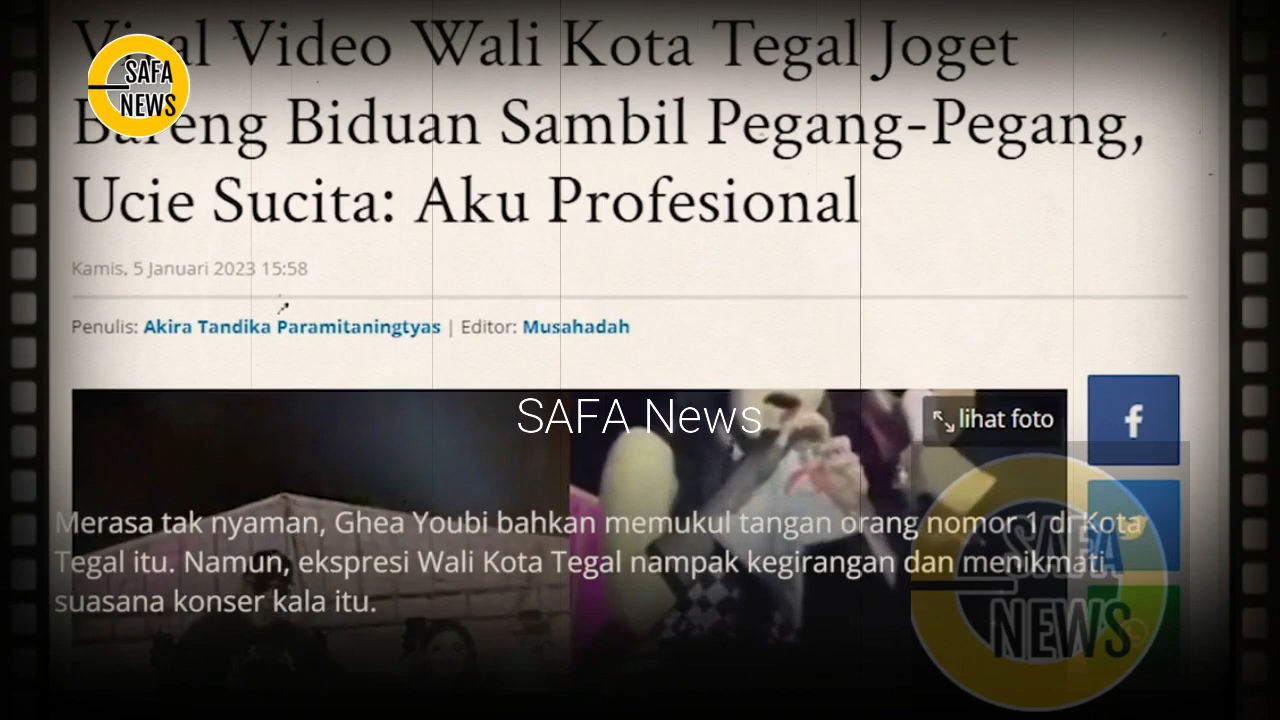 Viral Video Wali Kota Tegal Joget
SAFA
NEWS
Bareng Biduan Sambil Pegang-Pegang,
Ucie Sucita: Aku Profesional
Kamis, 5 Januari 2023 15:58
Penulis: Akira Tandika Paramitaningtyas | Editor: Musahadah
SAFA News
lihat foto
f
Merasa tak nyaman, Ghea Youbi bahkan memukul tangan orang nomor 1 di Kota
Tegal itu. Namun, ekspresi Wali Kota Tegal nampak kegirangan dan menikmati
suasana konser kala itu.
SAFA
NEWS